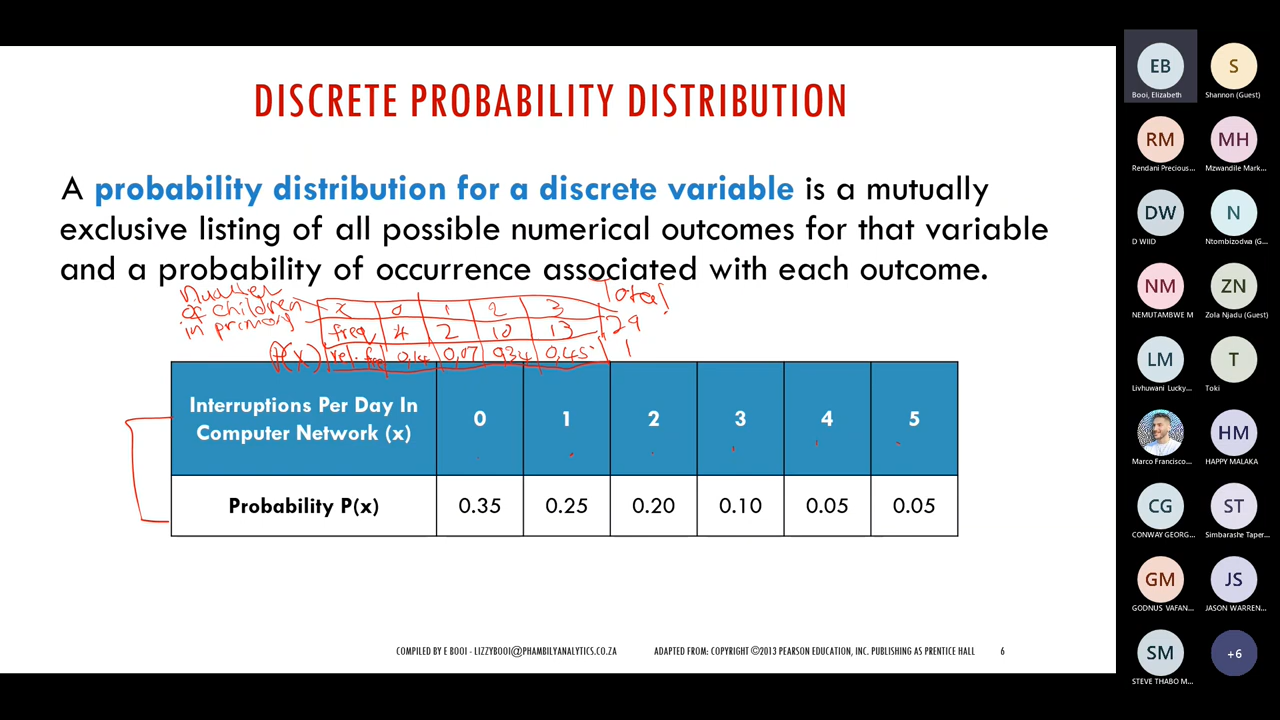 DISCRETE PROBABILITY DISTRIBUTION
A probability distribution for a discrete variable is a mutually
exclusive listing of all possible numerical outcomes for that variable
and a probability of occurrence associated with each outcome.
Number
of children
in primary
x 0 1 2 3 Total
freq 4 2 10 13 29
P(x) rel. freq 0,14 0,07 0,34 0,45 1
Interruptions Per Day In
Computer Network (x)
0 1 2 3 4 5
Probability P(x) 0.35 0.25 0.20 0.10 0.05 0.05
COMPILED BY E BOOI - LIZZYBOOI@PHAMBILYANALYTICS.CO.ZA ADAPTED FROM: COPYRIGHT ©2013 PEARSON EDUCATION, INC. PUBLISHING AS PRENTICE HALL 6
EB S
Booi, Elizabeth Shannon (Guest)
RM MH
Rendani Precious... Mzwandile Mark...
DW N
D WIID Ntombizodwa (G...
NM ZN
NEMUTAMBWE M Zola Njadu (Guest)
LM T
Livhuwani Lucky... Toki
HM
Marco Francisco... HAPPY MALAKA
CG ST
CONWAY GEORG... Simbarashe Taper...
GM JS
GODNUS VAFAN... JASON WARREN...
SM +6
STEVE THABO M...